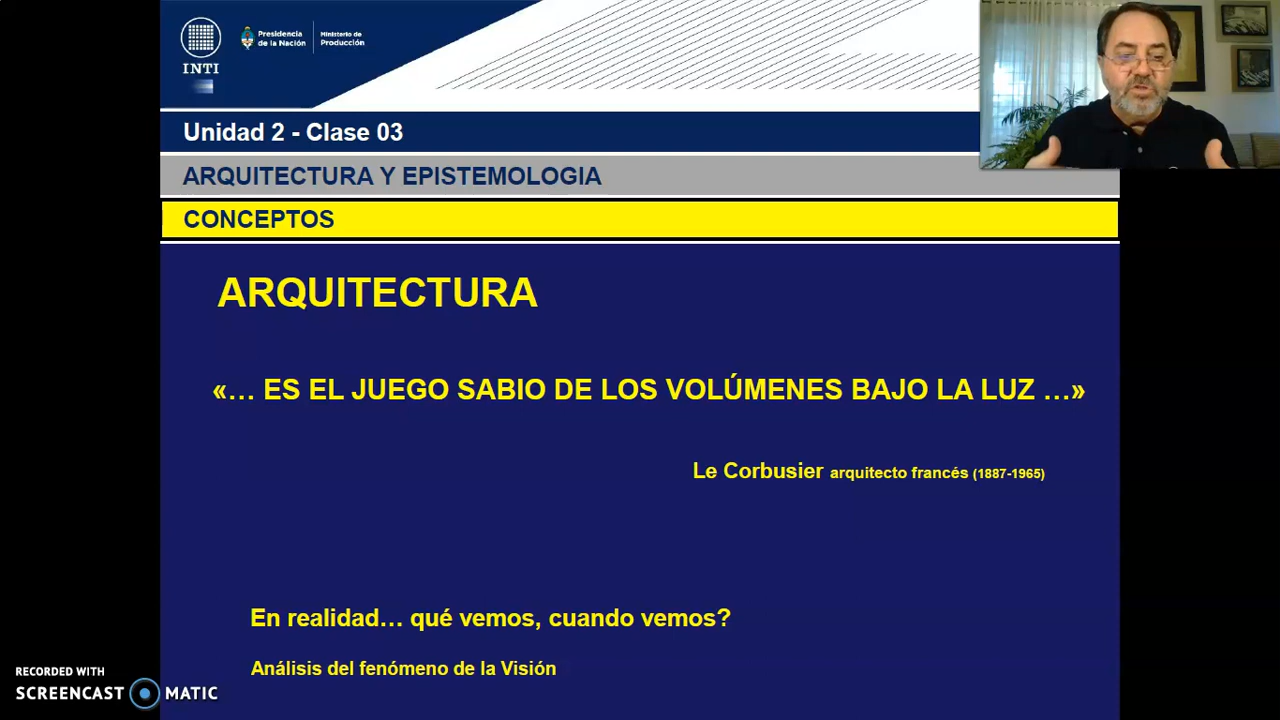 INTI
Presidencia
de la Nación
Ministerio de
Producción
Unidad 2 - Clase 03
ARQUITECTURA Y EPISTEMOLOGIA
CONCEPTOS
ARQUITECTURA
«… ES EL JUEGO SABIO DE LOS VOLÚMENES BAJO LA LUZ …»
Le Corbusier arquitecto francés (1887-1965)
En realidad… qué vemos, cuando vemos?
Análisis del fenómeno de la Visión
RECORDED WITH
SCREENCAST MATIC